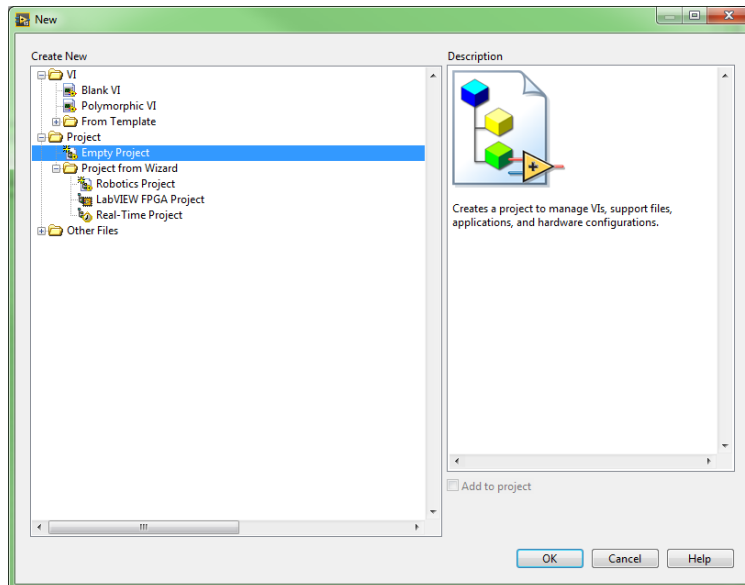 New
Create New
Description
VI
Blank VI
Polymorphic VI
From Template
Project
Empty Project
Project from Wizard
Robotics Project
LabVIEW FPGA Project
Real-Time Project
Other Files
Creates a project to manage VIs, support files,
applications, and hardware configurations.
Add to project
OK
Cancel
Help